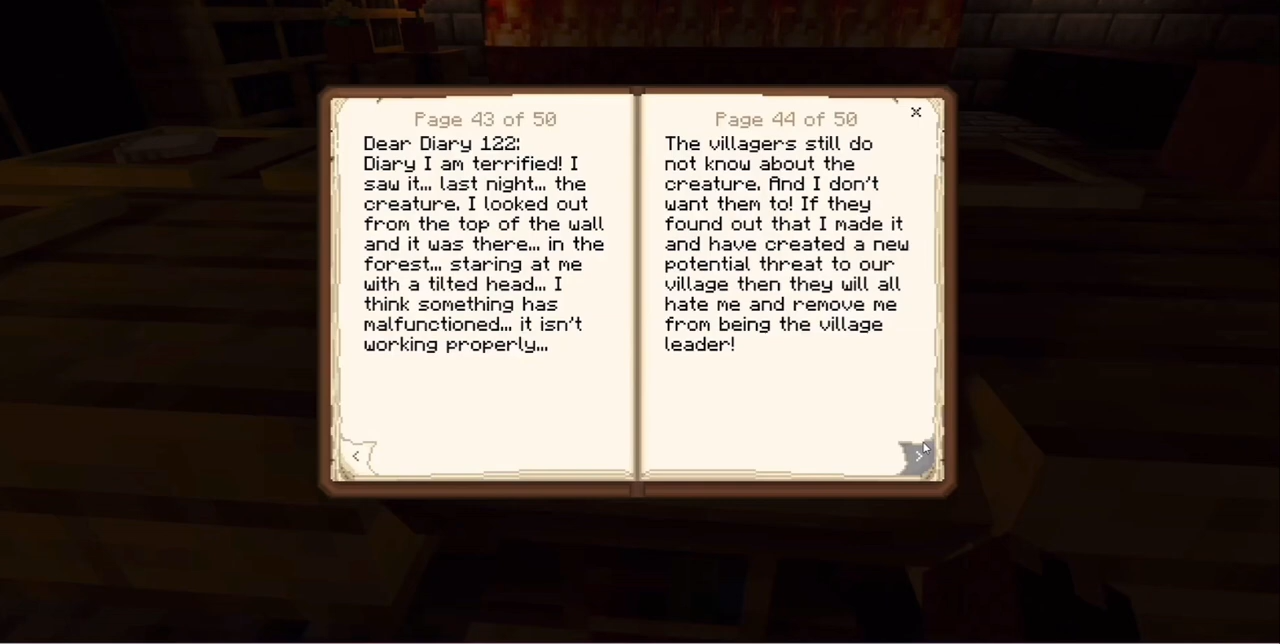 Page 43 of 50
Dear Diary 122:
Diary I am terrified! I
saw it... last night... the
creature. I looked out
from the top of the wall
and it was there... in the
forest... staring at me
with a tilted head... I
think something has
malfunctioned... it isn't
working properly...
Page 44 of 50
The villagers still do
not know about the
creature. And I don't
want them to! If they
found out that I made it
and have created a new
potential threat to our
village then they will all
hate me and remove me
from being the village
leader!